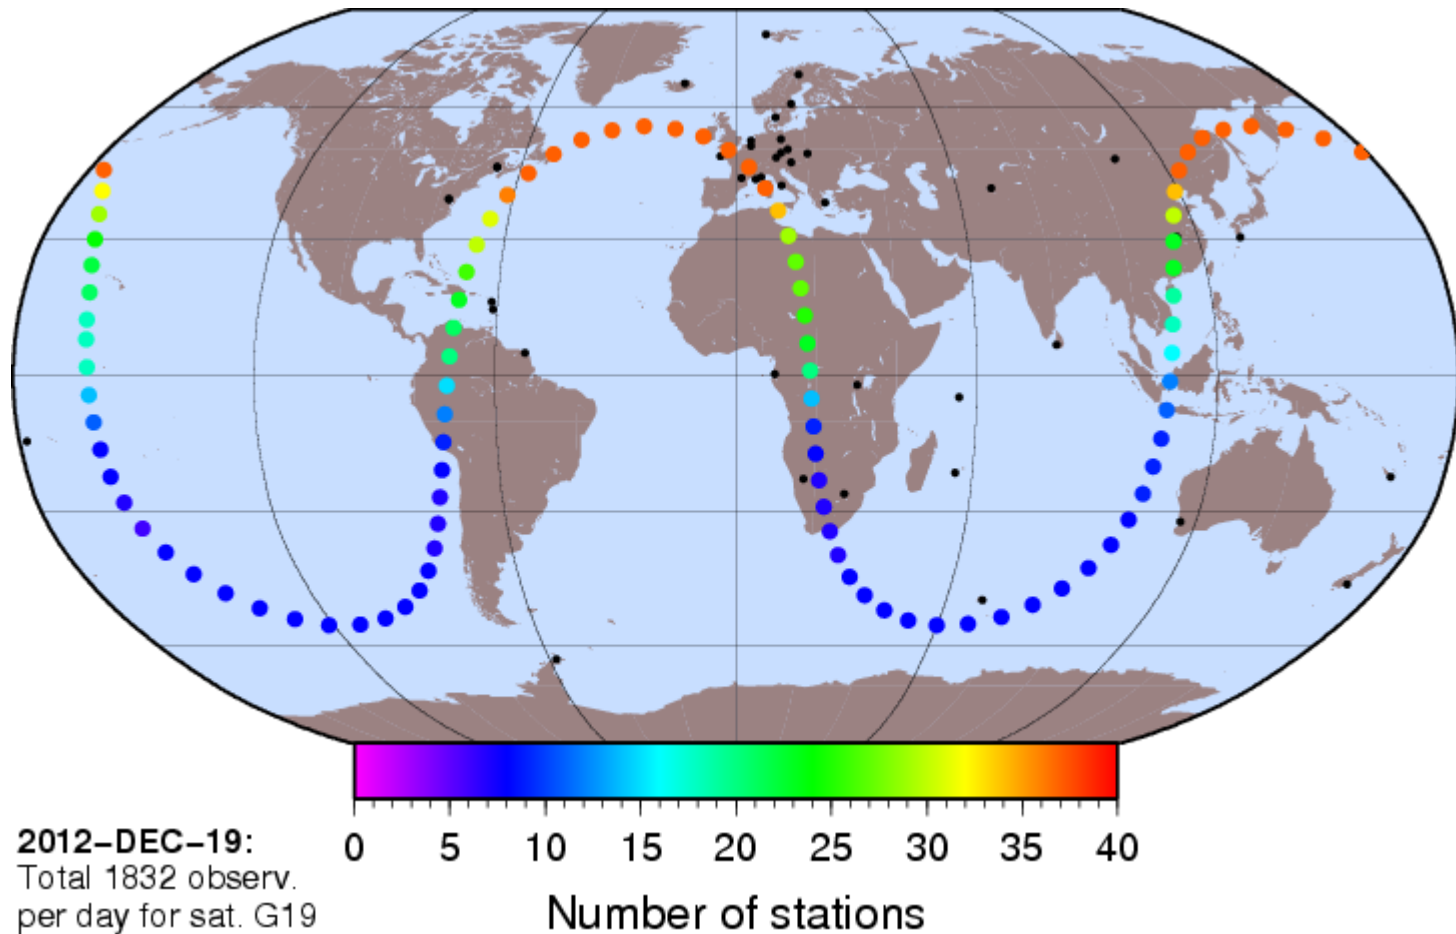 0 5 10 15 20 25 30 35 40
Number of stations
2012-DEC-19:
Total 1832 observ.
per day for sat. G19